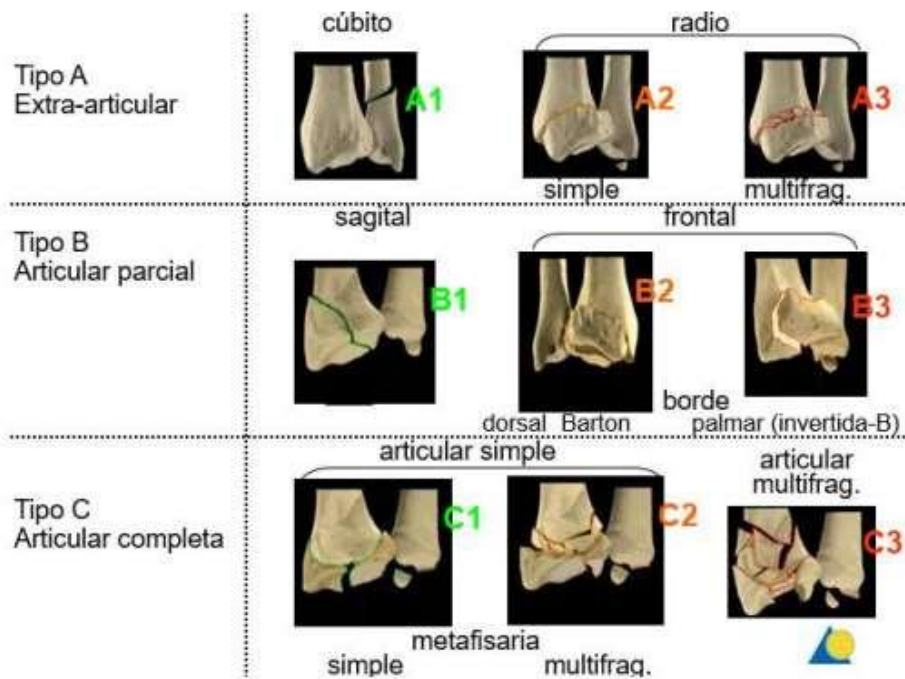 cúbito
radio
Tipo A
Extra-articular
A1
A2
A3
simple
multifrag.
sagital
frontal
Tipo B
Articular parcial
B1
B2
B3
borde
dorsal Barton
palmar (invertida-B)
articular simple
articular
multifrag.
Tipo C
Articular completa
C1
C2
C3
metafisaria
simple
multifrag.